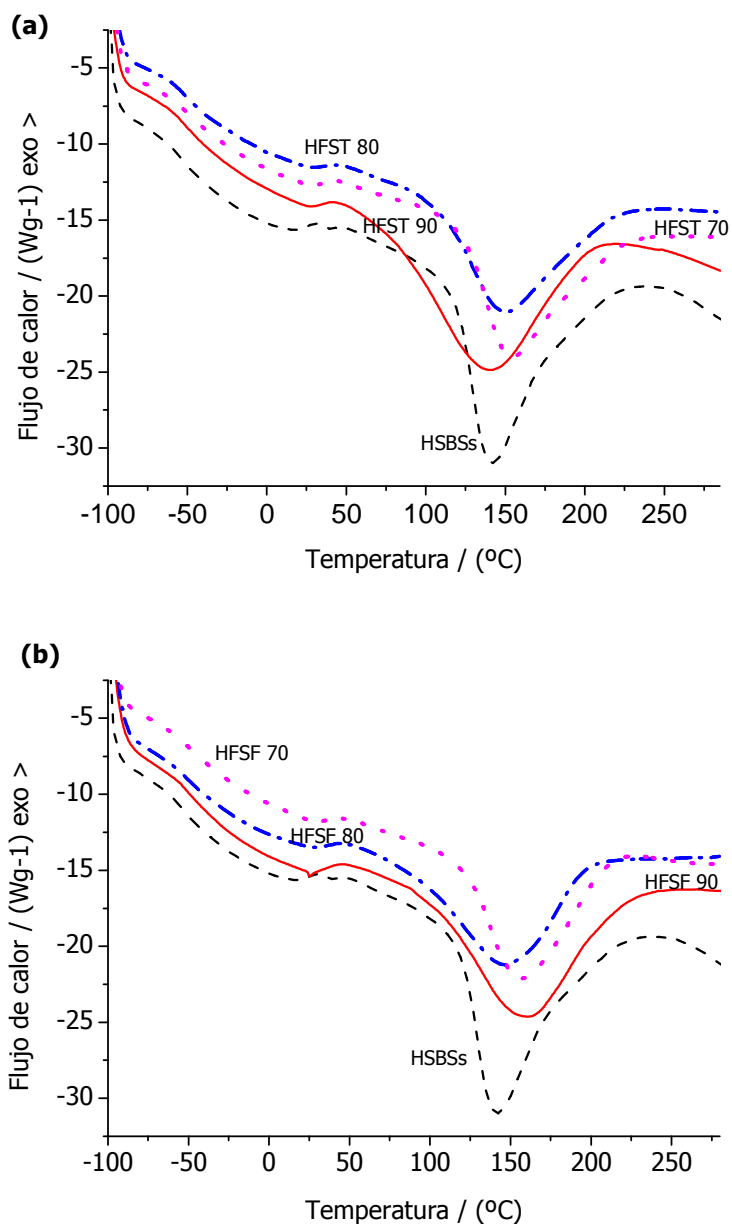 (a)
-5
-10
-15
-20
-25
-30
Flujo de calor / (Wg-1) exo >
HFST 80
HFST 90
HFST 70
HSBSs
-100 -50 0 50 100 150 200 250
Temperatura / (ºC)
(b)
-5
-10
-15
-20
-25
-30
Flujo de calor / (Wg-1) exo >
HFSF 70
HFSF 80
HFSF 90
HSBSs
-100 -50 0 50 100 150 200 250
Temperatura / (ºC)